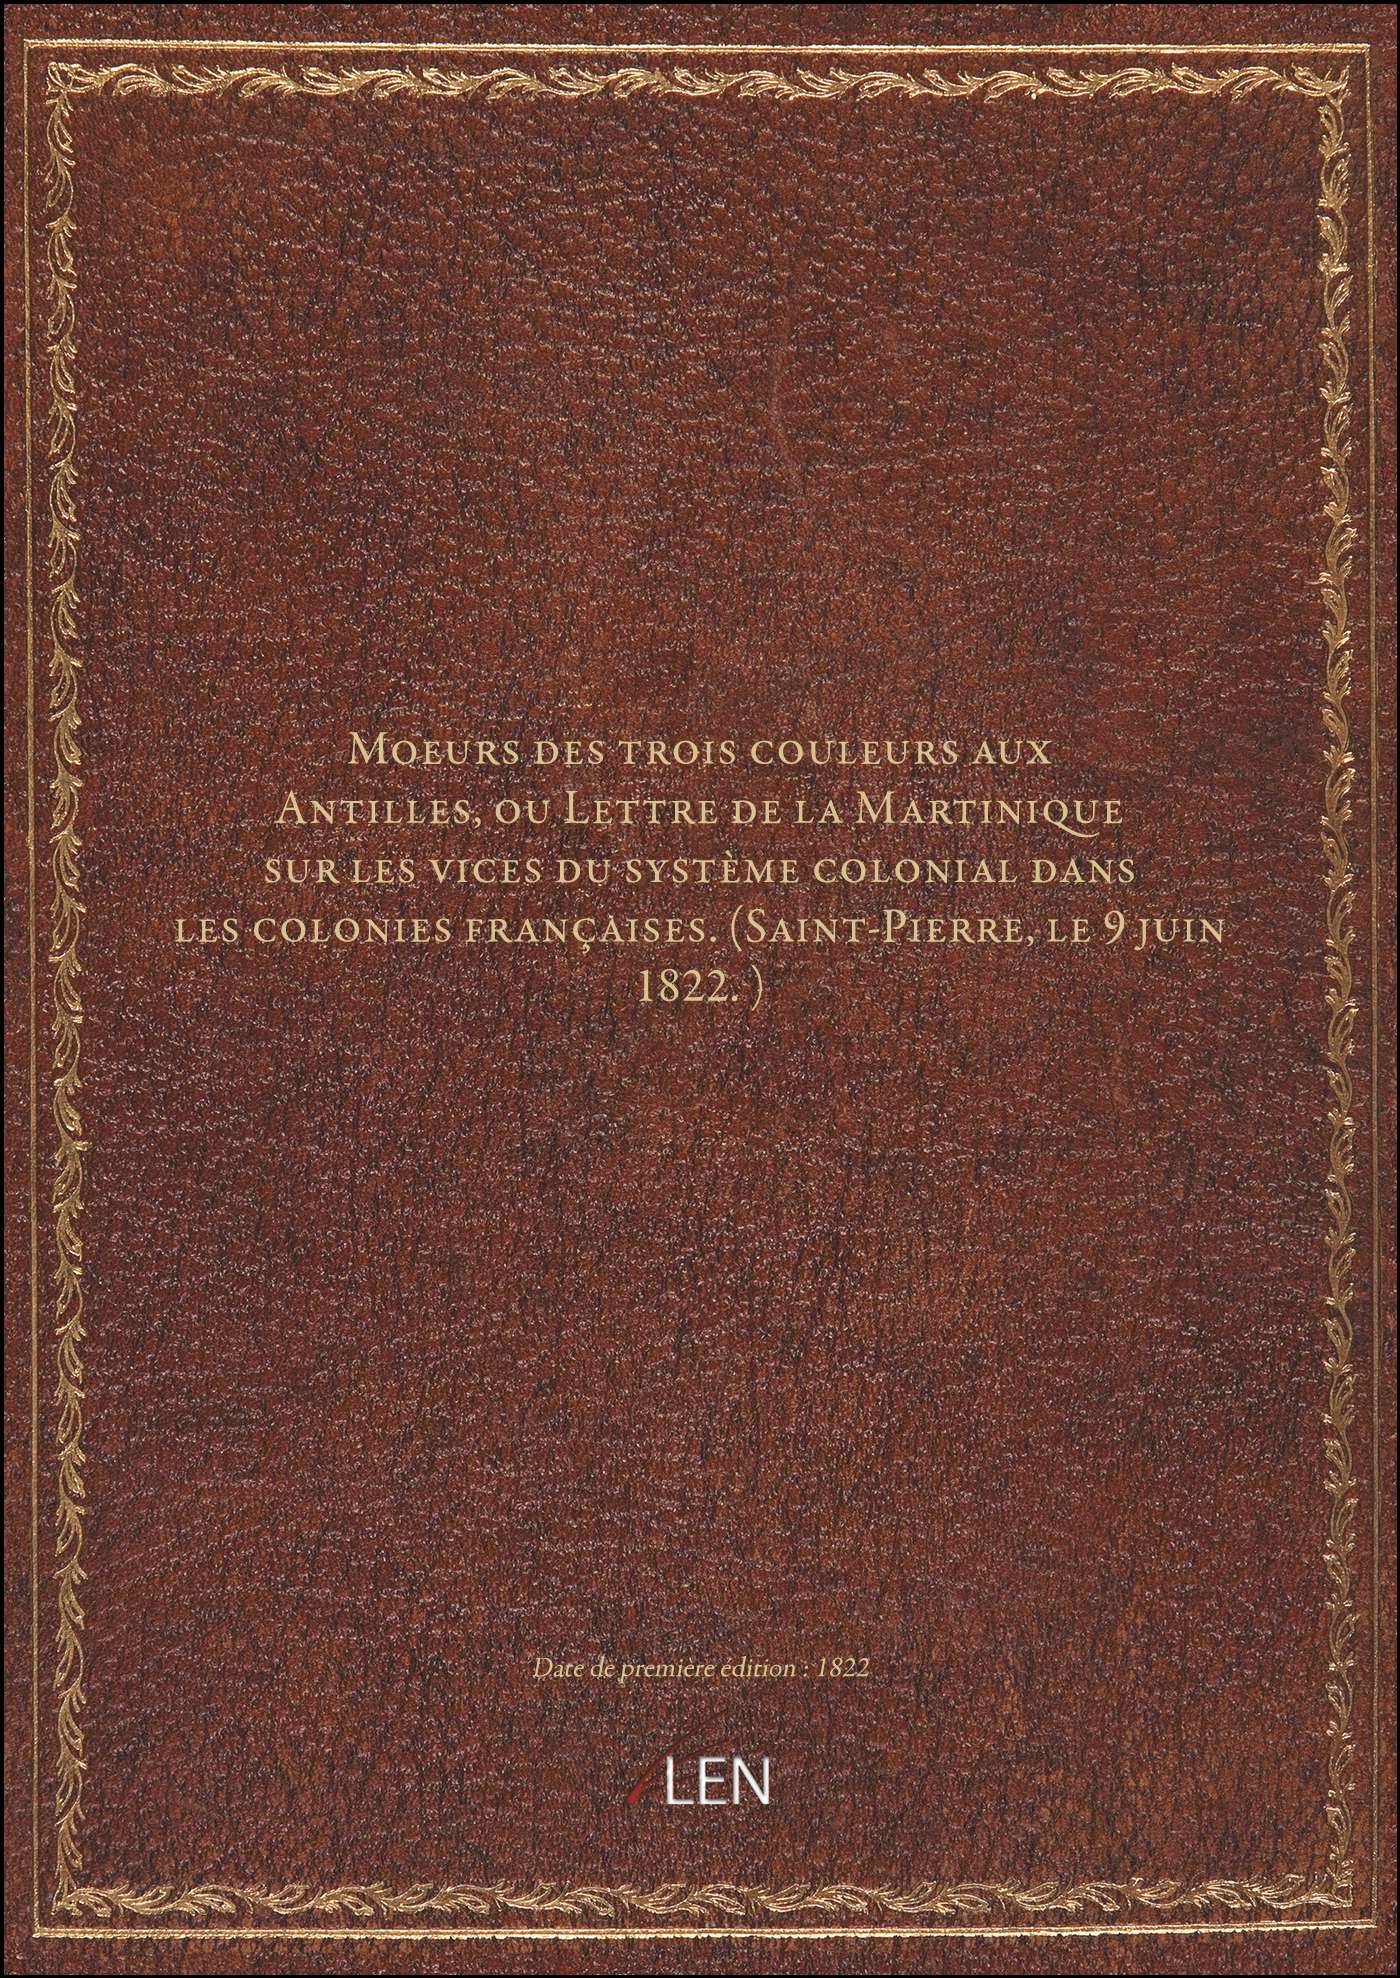 Moeurs des trois couleurs aux
Antilles, ou Lettre de la Martinique
sur les vices du système colonial dans
les colonies françaises. (Saint-Pierre, le 9 juin
1822. )
Date de première édition : 1822
LEN